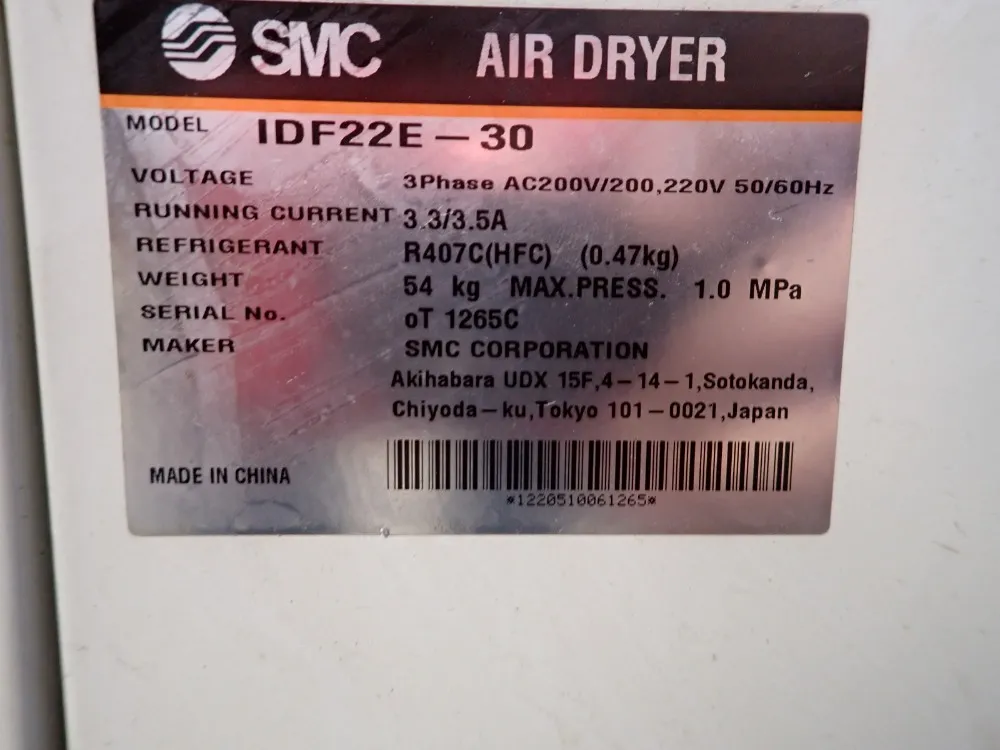 SMC AIR DRYER
MODEL IDF22E-30
VOLTAGE 3Phase AC200V/200,220V 50/60Hz
RUNNING CURRENT 3.3/3.5A
REFRIGERANT R407C(HFC) (0.47kg)
WEIGHT 54 kg MAX.PRESS. 1.0 MPa
SERIAL No. oT 1265C
MAKER SMC CORPORATION
Akihabara UDX 15F,4-14-1,Sotokanda,
Chiyoda-ku,Tokyo 101-0021,Japan
MADE IN CHINA
*1220510061265*